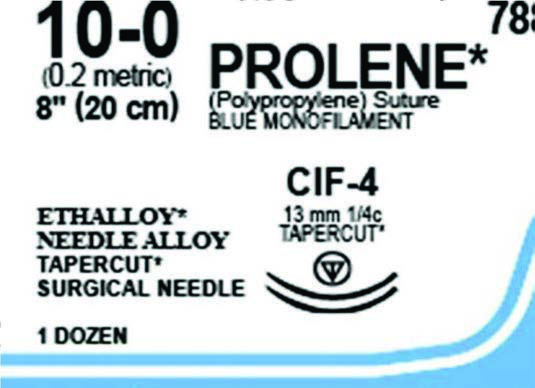 10-0
(0.2 metric)
8" (20 cm)
PROLENE*
(Polypropylene) Suture
BLUE MONOFILAMENT
CIF-4
13 mm 1/4c
TAPERCUT*
ETHALLOY*
NEEDLE ALLOY
TAPERCUT*
SURGICAL NEEDLE
1 DOZEN